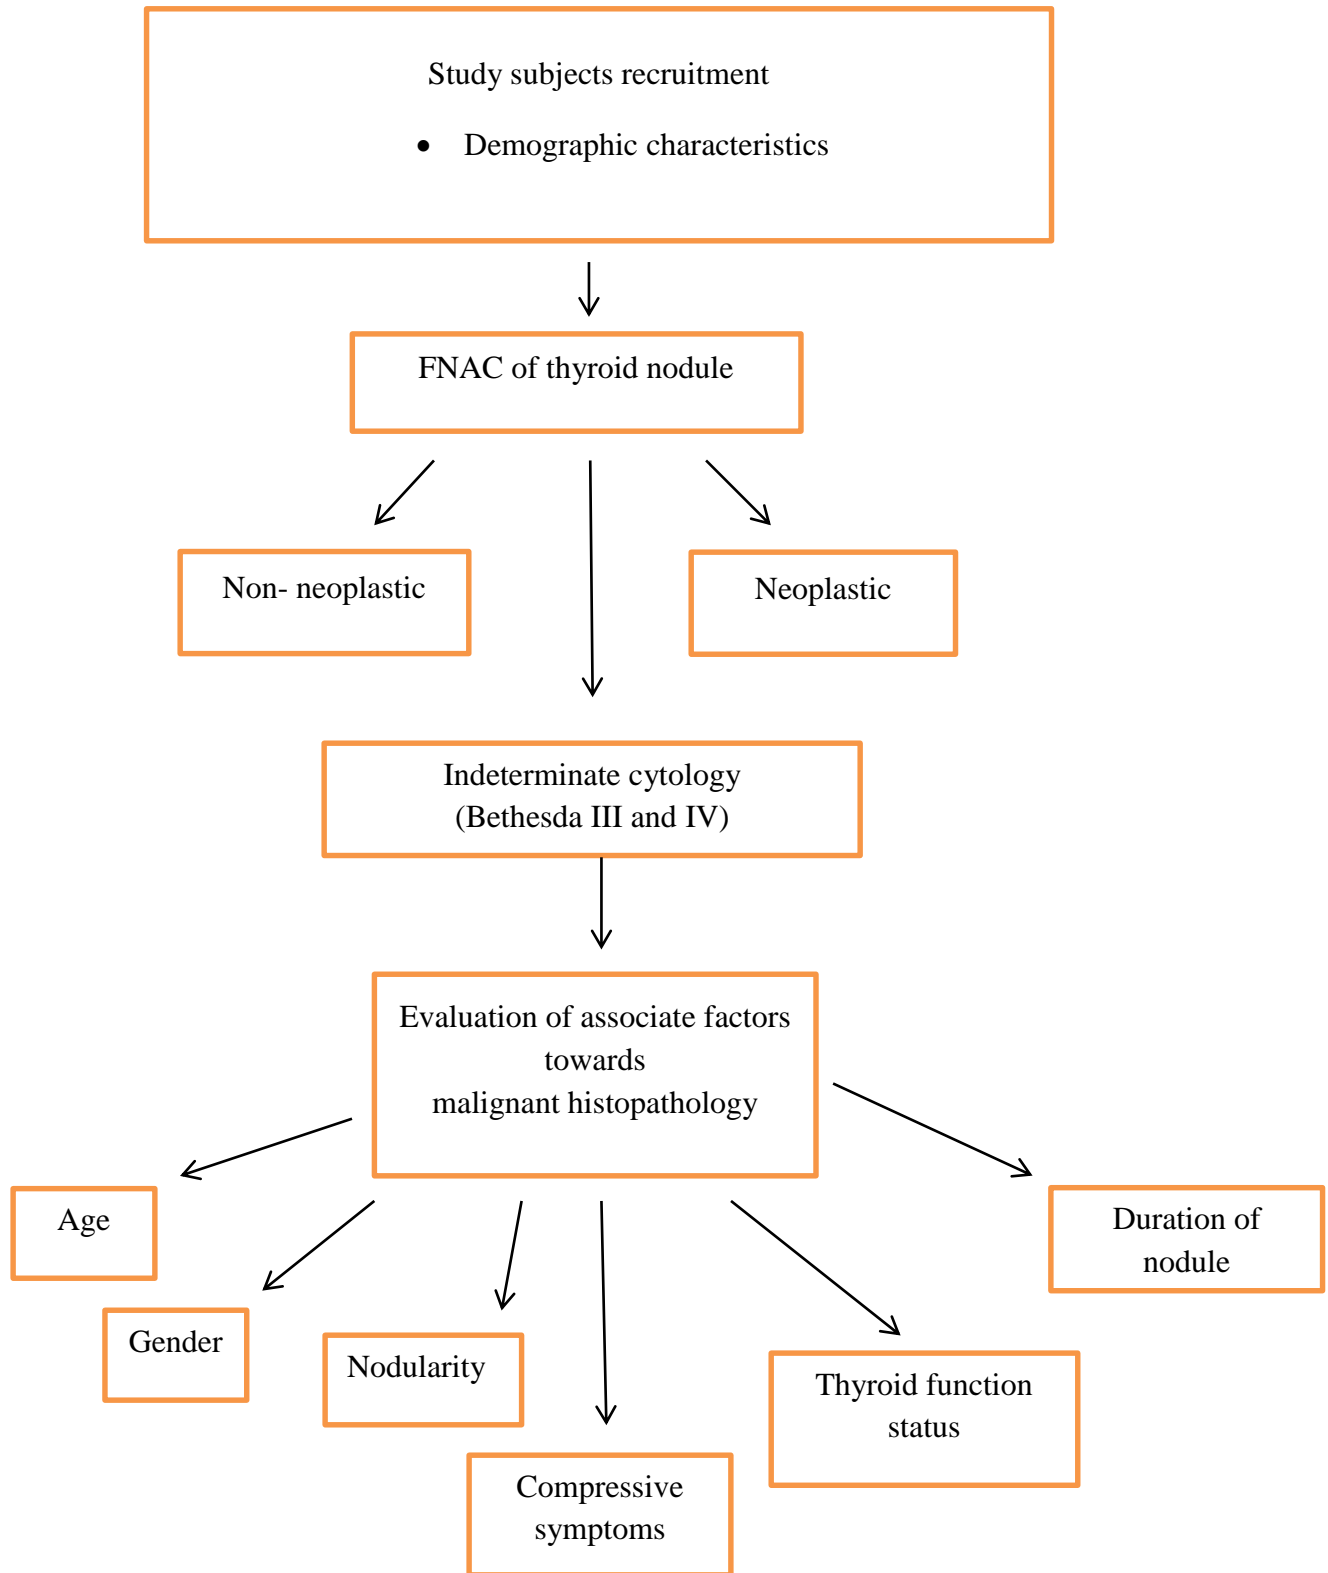 Study subjects recruitment
• Demographic characteristics
FNAC of thyroid nodule
Non- neoplastic
Neoplastic
Indeterminate cytology
(Bethesda III and IV)
Evaluation of associate factors
towards
malignant histopathology
Age
Duration of
nodule
Gender
Nodularity
Thyroid function
status
Compressive
symptoms